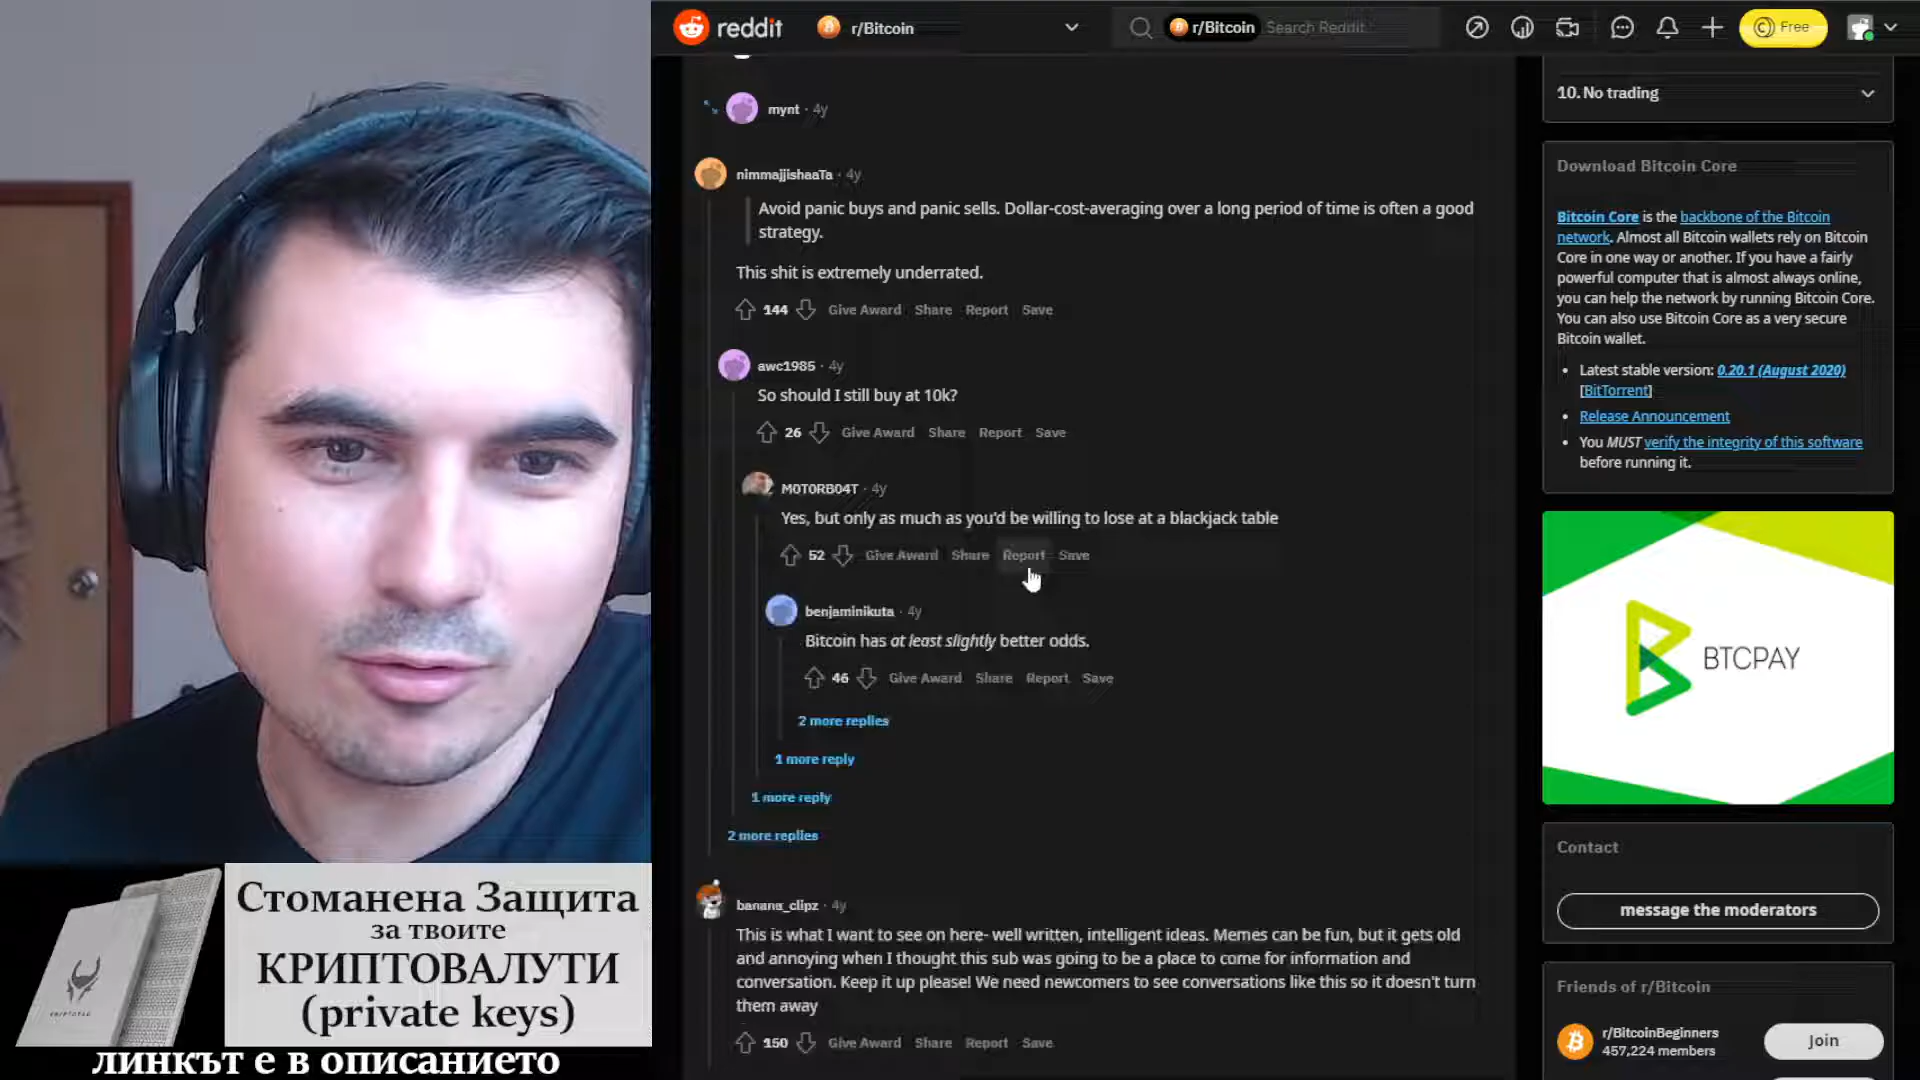 reddit
r/Bitcoin
r/Bitcoin Search Reddit
Free
mynt · 4y
nimmajjishaaTa · 4y
Avoid panic buys and panic sells. Dollar-cost-averaging over a long period of time is often a good
strategy.
This shit is extremely underrated.
144 Give Award Share Report Save
awc1985 · 4y
So should I still buy at 10k?
26 Give Award Share Report Save
M0T0RB04T · 4y
Yes, but only as much as you'd be willing to lose at a blackjack table
52 Give Award Share Report Save
benjaminikuta · 4y
Bitcoin has at least slightly better odds.
46 Give Award Share Report Save
2 more replies
1 more reply
1 more reply
2 more replies
banana_clipz · 4y
This is what I want to see on here- well written, intelligent ideas. Memes can be fun, but it gets old
and annoying when I thought this sub was going to be a place to come for information and
conversation. Keep it up please! We need newcomers to see conversations like this so it doesn't turn
them away
150 Give Award Share Report Save
10. No trading
Download Bitcoin Core
Bitcoin Core is the backbone of the Bitcoin
network. Almost all Bitcoin wallets rely on Bitcoin
Core in one way or another. If you have a fairly
powerful computer that is almost always online,
you can help the network by running Bitcoin Core.
You can also use Bitcoin Core as a very secure
Bitcoin wallet.
• Latest stable version: 0.20.1 (August 2020)
[BitTorrent]
• Release Announcement
• You MUST verify the integrity of this software
before running it.
BTCPAY
Contact
message the moderators
Friends of r/Bitcoin
r/BitcoinBeginners
457,224 members
Join
Стоманена Защита
за твоите
КРИПТОВАЛУТИ
(private keys)
линкът е в описанието